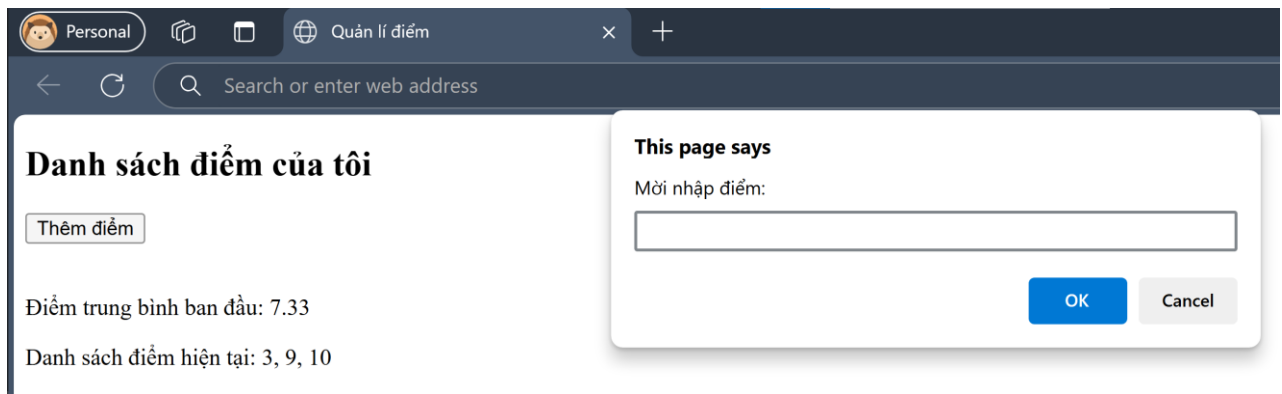 Personal
Quản lí điểm
Search or enter web address
Danh sách điểm của tôi
Thêm điểm
Điểm trung bình ban đầu: 7.33
Danh sách điểm hiện tại: 3, 9, 10
This page says
Mời nhập điểm:
OK
Cancel